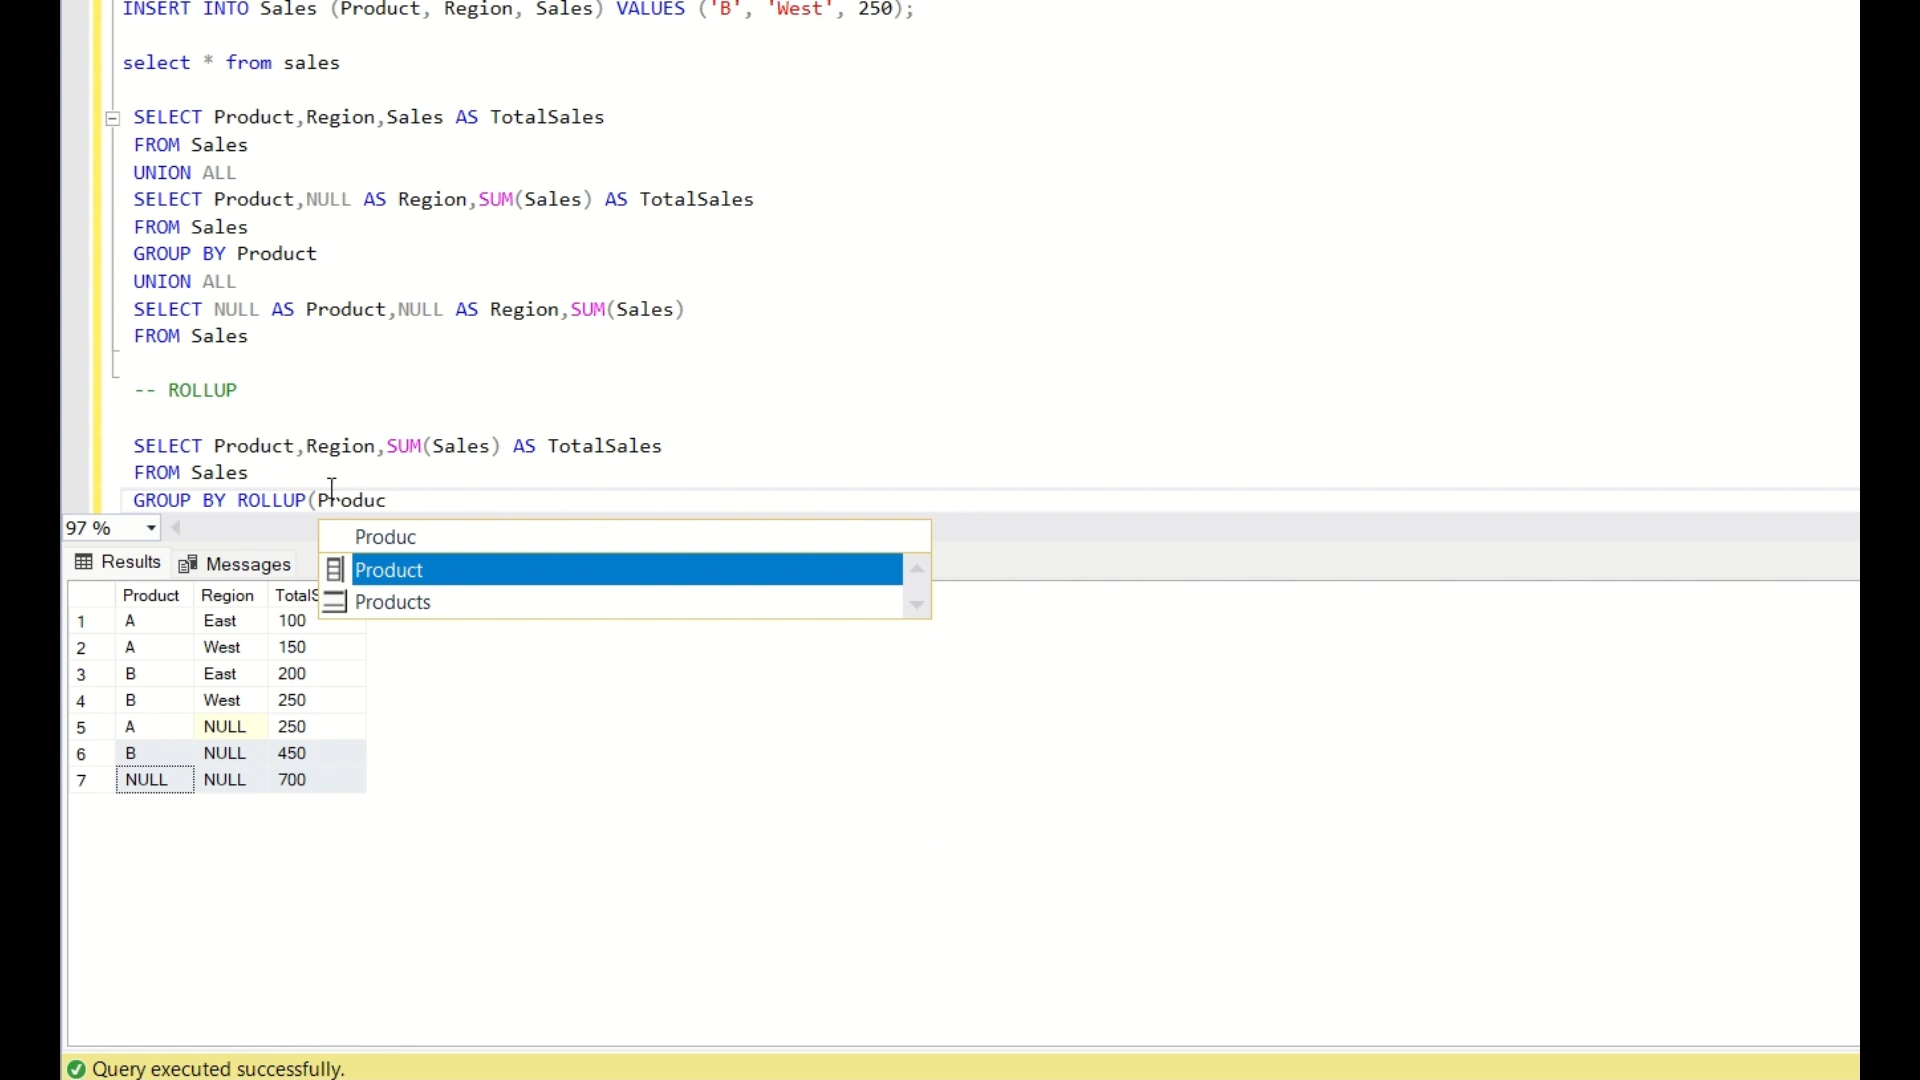 INSERT INTO Sales (Product, Region, Sales) VALUES ('B', 'West', 250);
select * from sales
SELECT Product,Region,Sales AS TotalSales
FROM Sales
UNION ALL
SELECT Product,NULL AS Region,SUM(Sales) AS TotalSales
FROM Sales
GROUP BY Product
UNION ALL
SELECT NULL AS Product,NULL AS Region,SUM(Sales)
FROM Sales
-- ROLLUP
SELECT Product,Region,SUM(Sales) AS TotalSales
FROM Sales
GROUP BY ROLLUP(Produc
97 %
Produc
Product
Products
Results Messages
Product Region TotalS
1 A East 100
2 A West 150
3 B East 200
4 B West 250
5 A NULL 250
6 B NULL 450
7 NULL NULL 700
Query executed successfully.